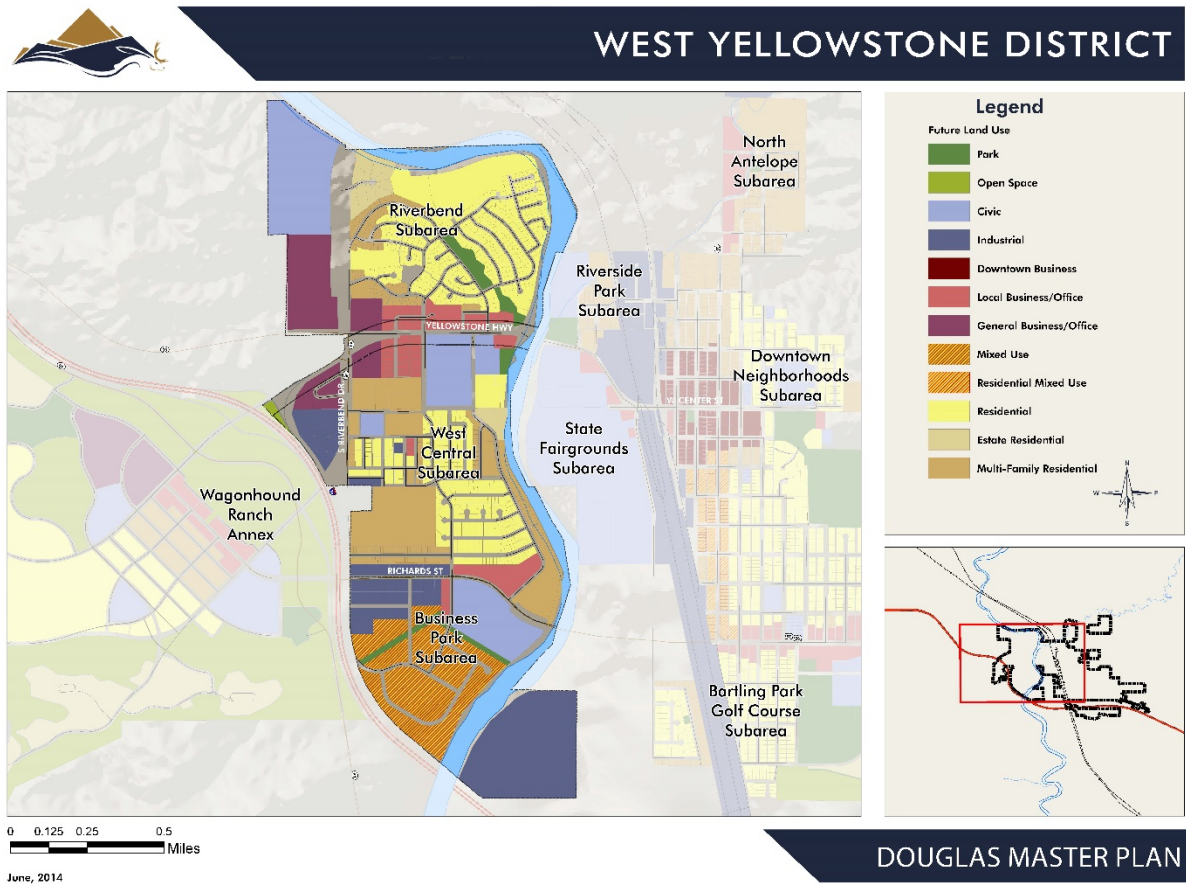 WEST YELLOWSTONE DISTRICT
North
Antelope
Subarea
Riverbend
Subarea
Riverside
Park
Subarea
YELLOWSTONE HWY
Downtown
Neighborhoods
Subarea
S RIVERBEND DR
W CENTER ST
West
Central
Subarea
State
Fairgrounds
Subarea
Wagonhound
Ranch
Annex
RICHARDS ST
Business
Park
Subarea
Bartling Park
Golf Course
Subarea
Legend
Future Land Use
Park
Open Space
Civic
Industrial
Downtown Business
Local Business/Office
General Business/Office
Mixed Use
Residential Mixed Use
Residential
Estate Residential
Multi-Family Residential
N
W E
S
0 0.125 0.25 0.5
Miles
June, 2014
DOUGLAS MASTER PLAN